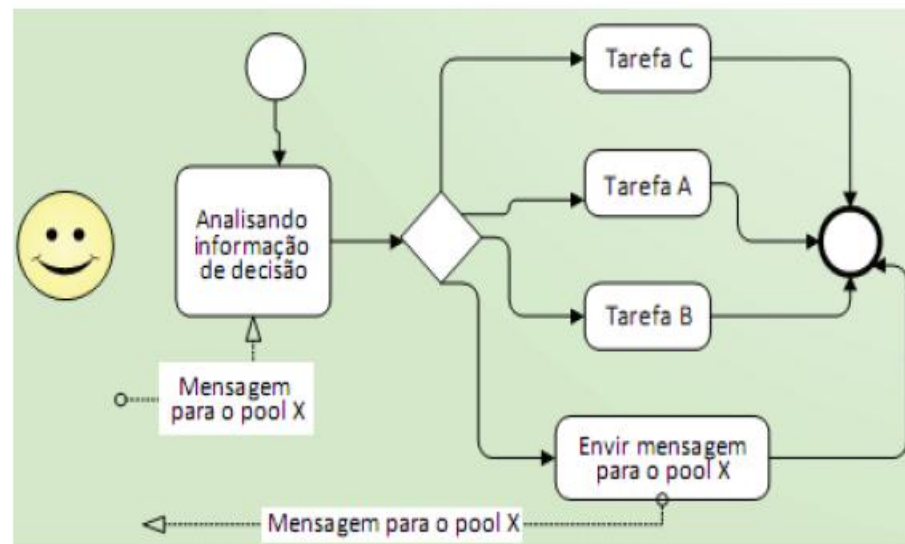 Tarefa C
Analisando
informação
de decisão
Tarefa A
Tarefa B
Mensagem
para o pool X
Envir mensagem
para o pool X
Mensagem para o pool X